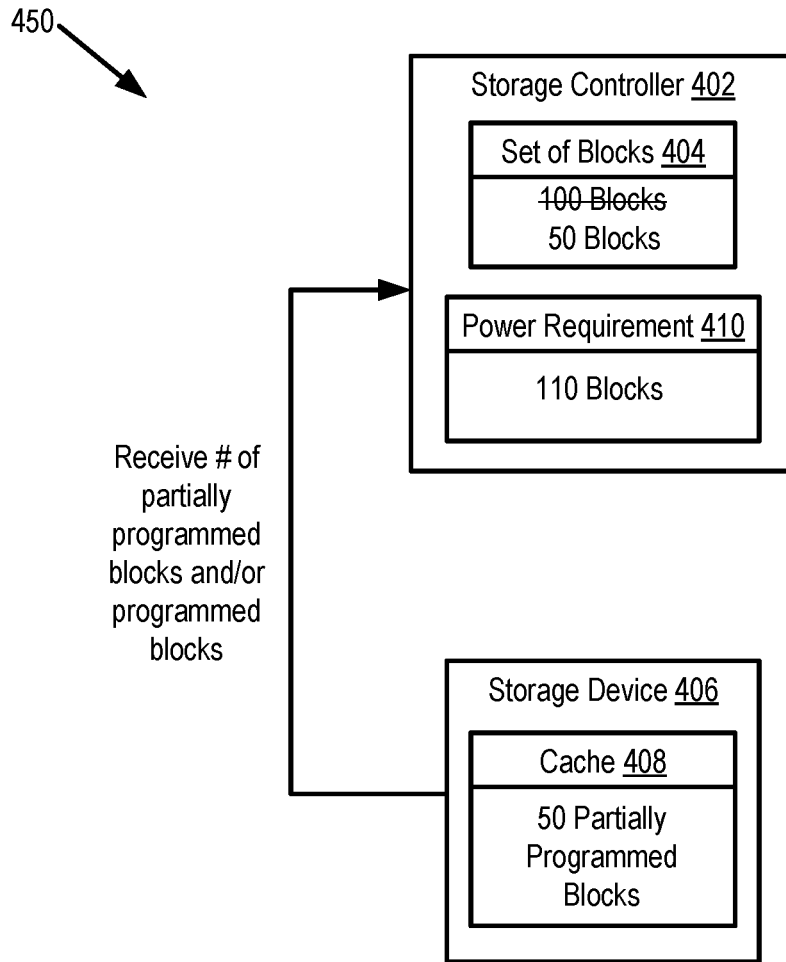 450
Storage Controller 402
Set of Blocks 404
100 Blocks
50 Blocks
Power Requirement 410
110 Blocks
Receive # of
partially
programmed
blocks and/or
programmed
blocks
Storage Device 406
Cache 408
50 Partially
Programmed
Blocks